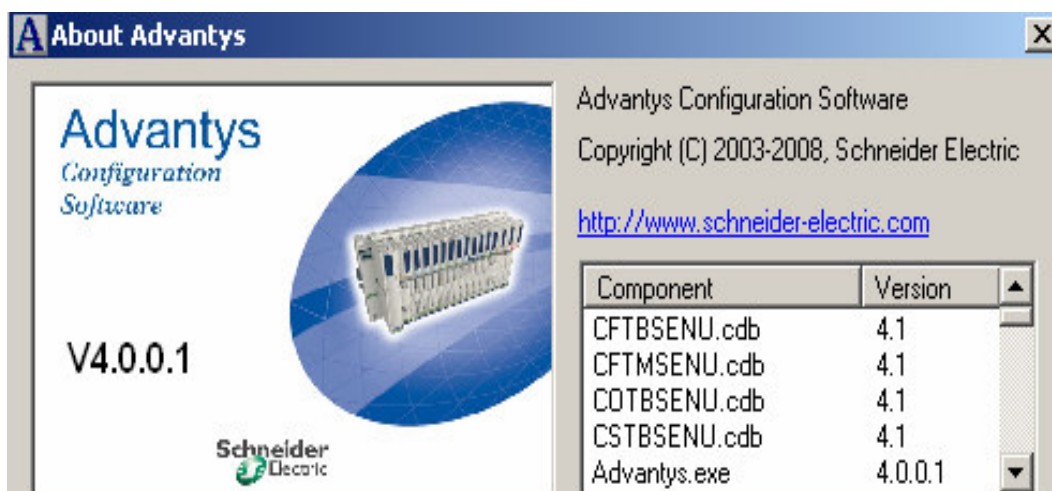 About Advantys
Advantys
Configuration
Software
V4.0.0.1
Schneider
Electric
Advantys Configuration Software
Copyright (C) 2003-2008, Schneider Electric
http://www.schneider-electric.com
Component Version
CFTBSENU.cdb 4.1
CFTMSENU.cdb 4.1
COTBSENU.cdb 4.1
CSTBSENU.cdb 4.1
Advantys.exe 4.0.0.1